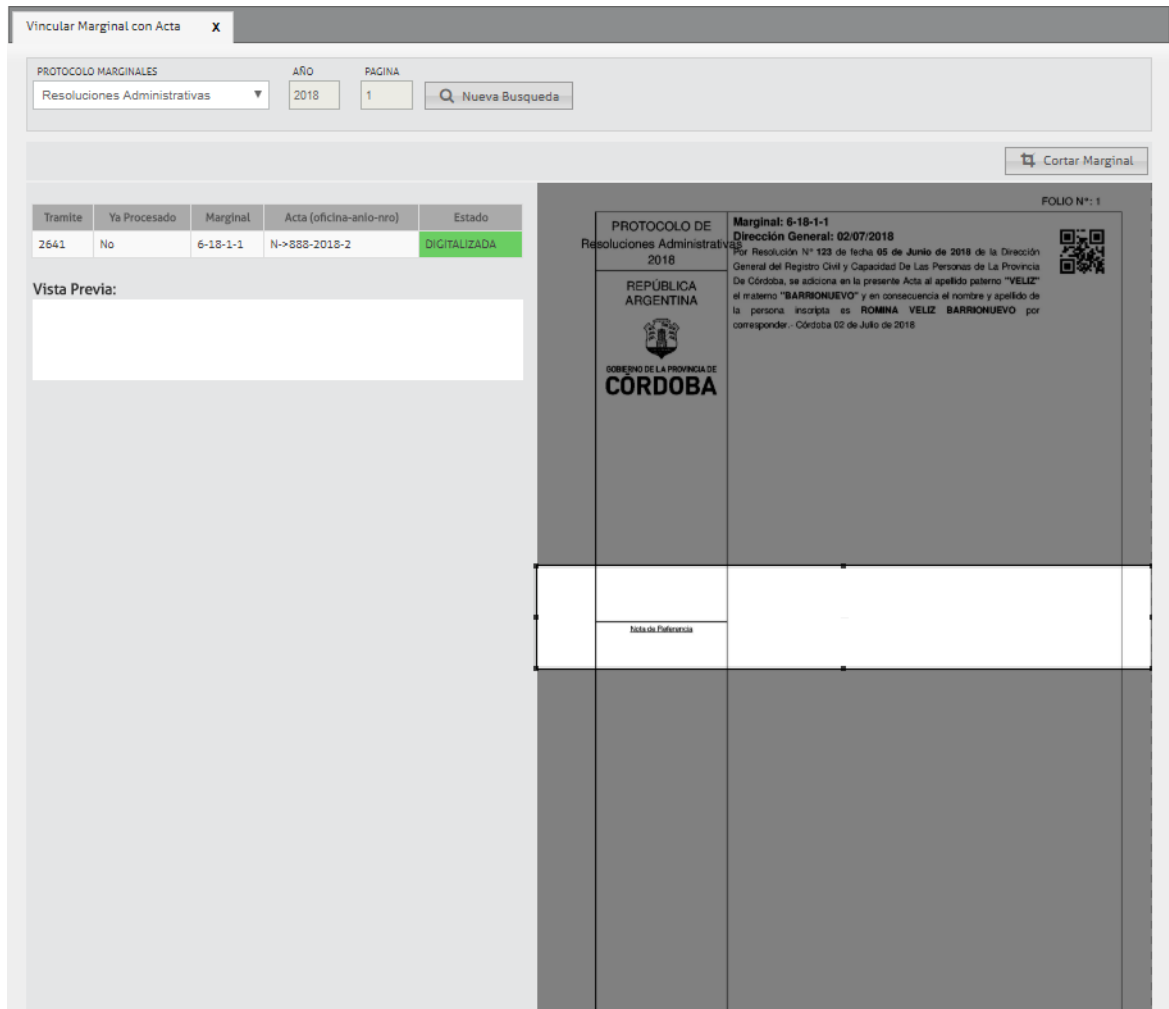 Vincular Marginal con Acta X
PROTOCOLO MARGINALES AÑO PAGINA
Resoluciones Administrativas 2018 1 Nueva Busqueda
Cortar Marginal
Tramite Ya Procesado Marginal Acta (oficina-anlo-nro) Estado
2641 No 6-18-1-1 N->888-2018-2 DIGITALIZADA
Vista Previa:
FOLIO N°: 1
PROTOCOLO DE
Resoluciones Administrativas
2018
REPÚBLICA
ARGENTINA
GOBIERNO DE LA PROVINCIA DE
CÓRDOBA
Marginal: 6-18-1-1
Dirección General: 02/07/2018
Por Resolución N° 123 de fecha 05 de Junio de 2018 de la Dirección
General del Registro Civil y Capacidad De Las Personas de La Provincia
De Córdoba, se adiciona en la presente Acta al apellido paterno "VELIZ"
el materno "BARRIONUEVO" y en consecuencia el nombre y apellido de
la persona inscripta es ROMINA VELIZ BARRIONUEVO por
corresponder.- Córdoba 02 de Julio de 2018
Nota de Referencia